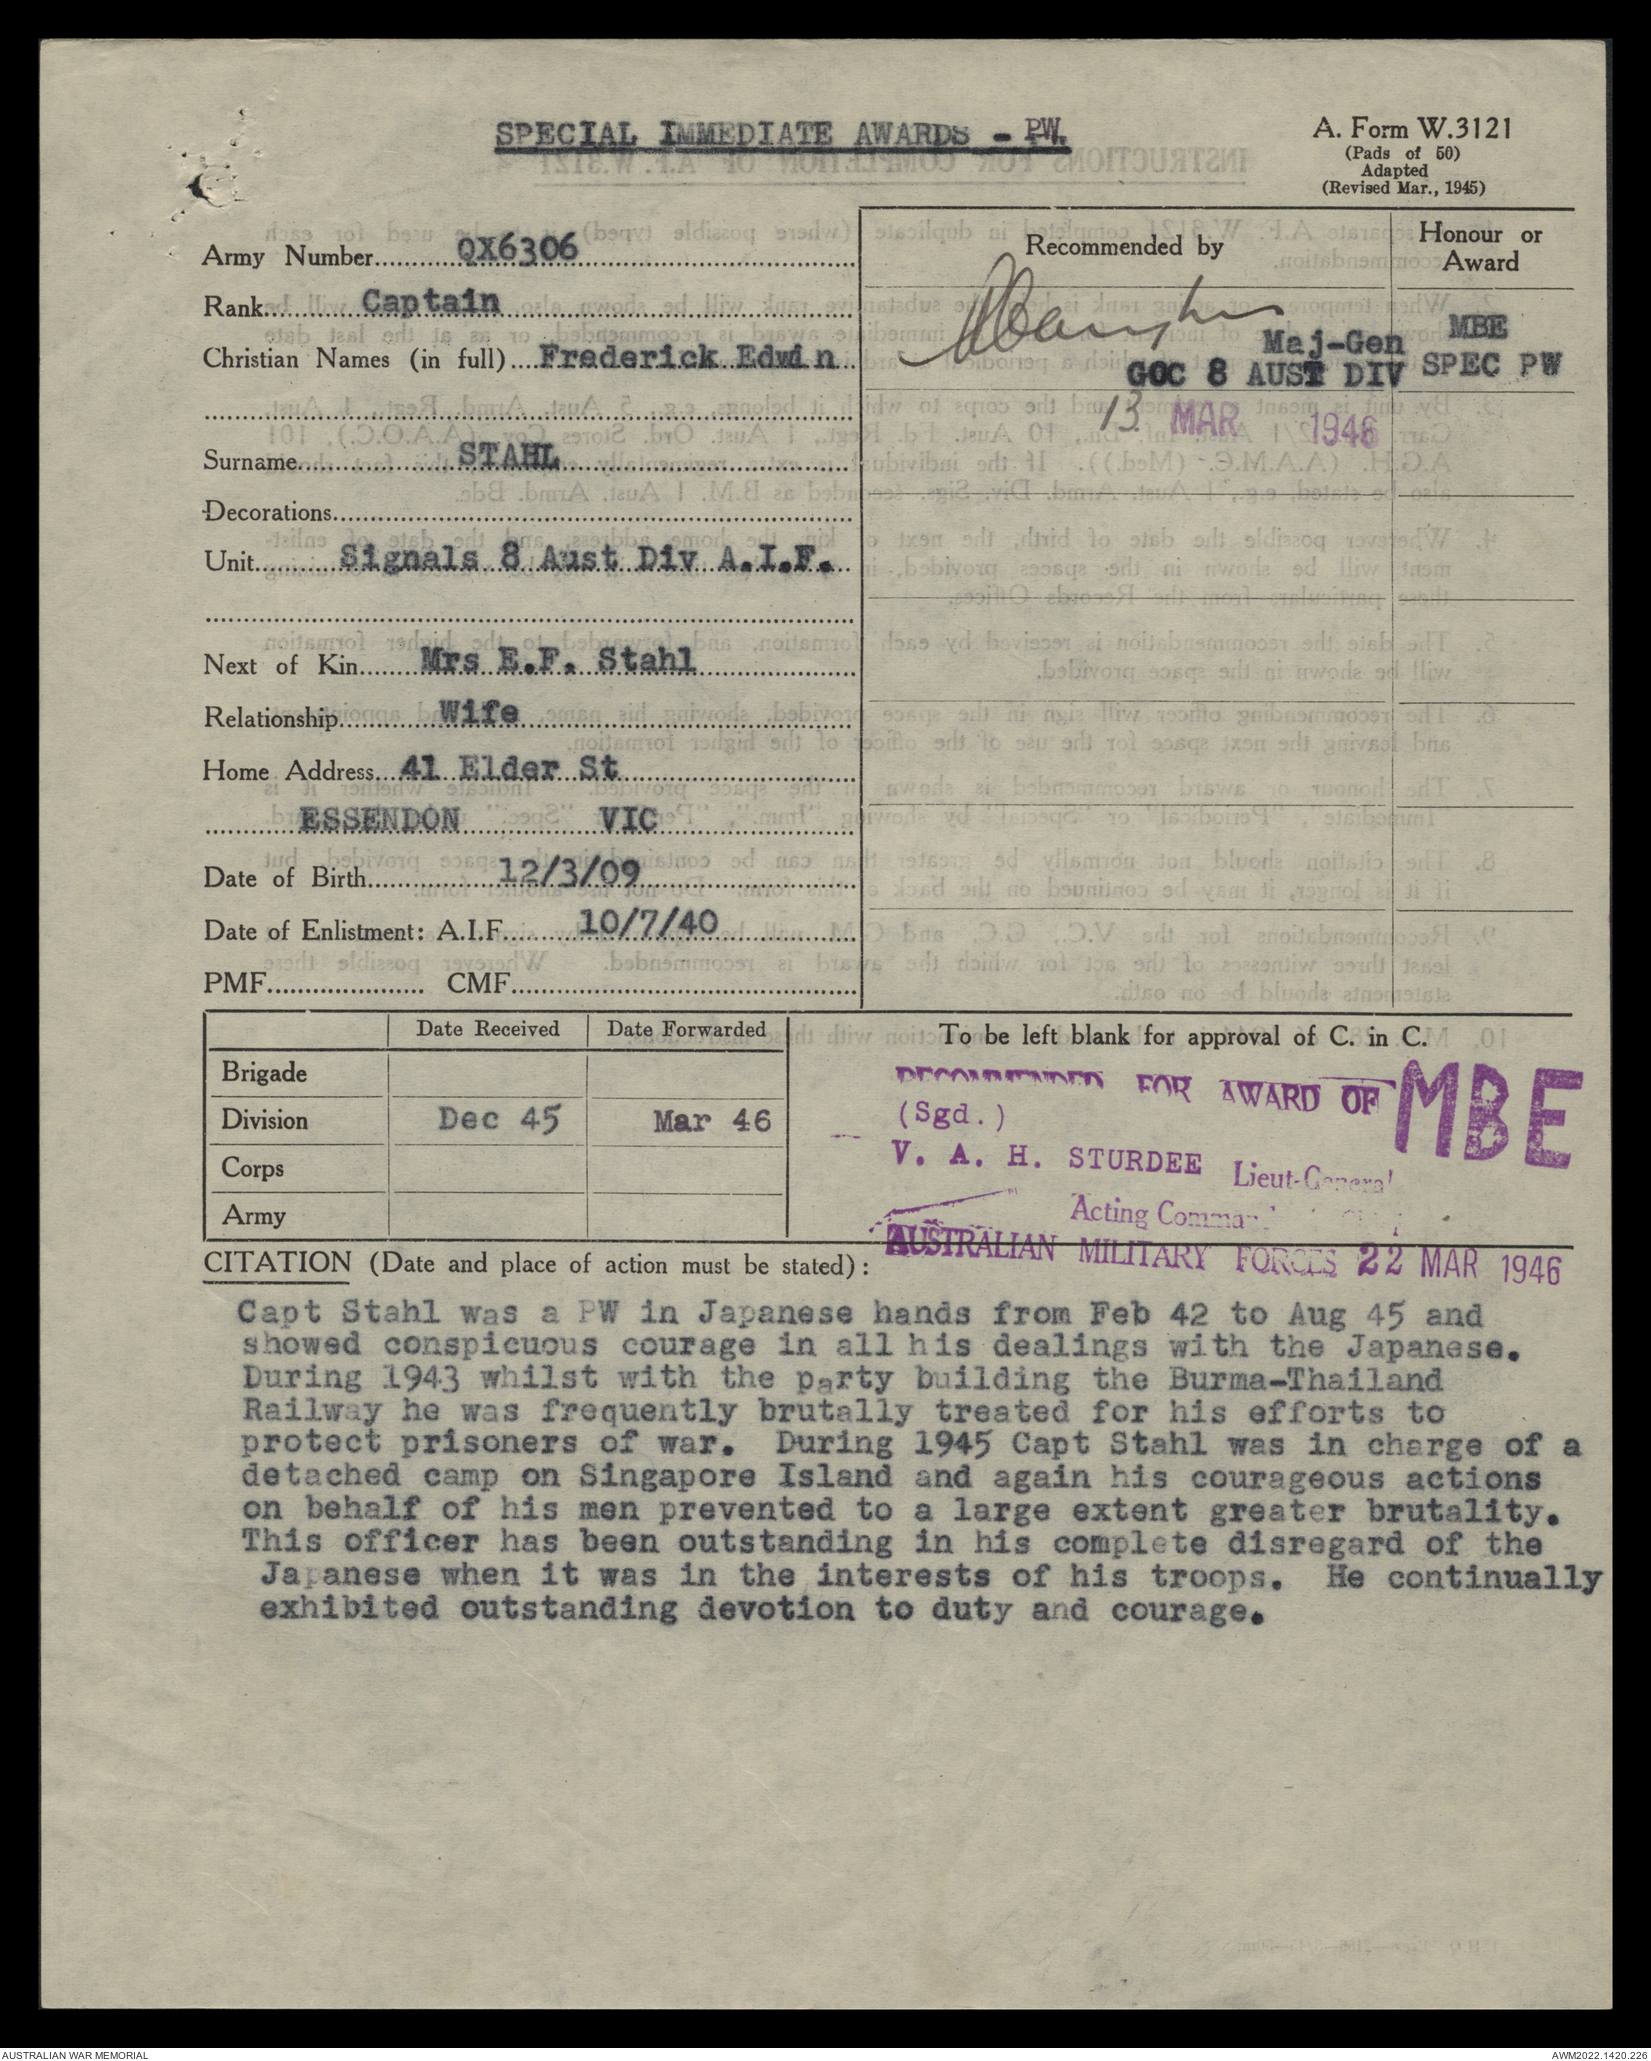 SPECIAL IMMEDIATE AWARDS - PW.
A. Form W.3121
(Pads of 50)
Adapted
(Revised Mar., 1945)
Army Number QX6306
Rank Captain
Christian Names (in full) Frederick Edwin
Surname STAHL
Decorations
Unit Signals 8 Aust Div A.I.F.
Next of Kin Mrs E.F. Stahl
Relationship Wife
Home Address 41 Elder St
ESSENDON VIC
Date of Birth 12/3/09
Date of Enlistment: A.I.F. 10/7/40
PMF CMF
Recommended by
Honour or
Award
Maj-Gen
GOC 8 AUST DIV
MBE
SPEC PW
13 MAR 1946
Date Received Date Forwarded
Brigade
Division Dec 45 Mar 46
Corps
Army
To be left blank for approval of C. in C.
RECOMMENDED FOR AWARD OF MBE
(Sgd.)
V. A. H. STURDEE Lieut-General
Acting
AUSTRALIAN MILITARY FORCES 22 MAR 1946
CITATION (Date and place of action must be stated):
Capt Stahl was a PW in Japanese hands from Feb 42 to Aug 45 and
showed conspicuous courage in all his dealings with the Japanese.
During 1943 whilst with the party building the Burma-Thailand
Railway he was frequently brutally treated for his efforts to
protect prisoners of war. During 1945 Capt Stahl was in charge of a
detached camp on Singapore Island and again his courageous actions
on behalf of his men prevented to a large extent greater brutality.
This officer has been outstanding in his complete disregard of the
Japanese when it was in the interests of his troops. He continually
exhibited outstanding devotion to duty and courage.
AUSTRALIAN WAR MEMORIAL
AWM2022.1420.226